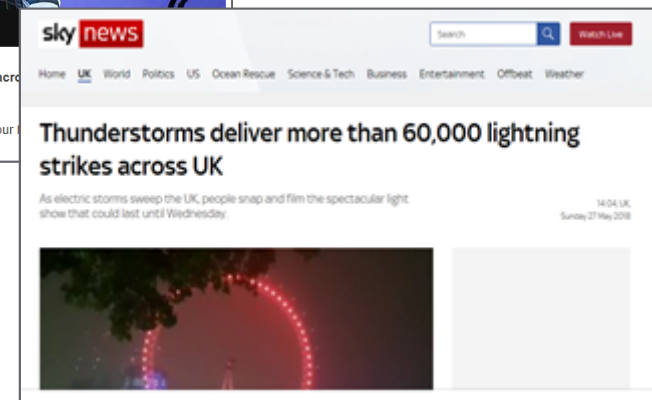 sky news
Search
Watch Live
Home UK World Politics US Ocean Rescue Science & Tech Business Entertainment Offbeat Weather
acro
our
Thunderstorms deliver more than 60,000 lightning
strikes across UK
As electric storms sweep the UK, people snap and film the spectacular light
show that could last until Wednesday.
14:04, UK,
Sunday 27 May 2018